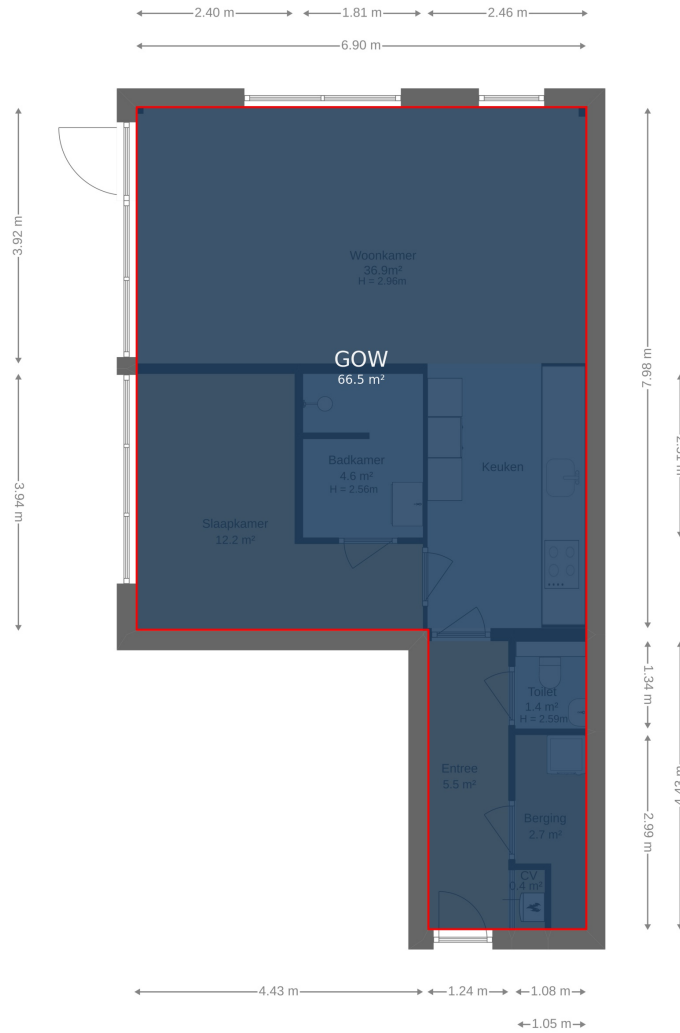 2.40 m
1.81 m
2.46 m
6.90 m
3.92 m
7.98 m
Woonkamer
36.9m²
H = 2.96m
GOW
66.5 m²
Keuken
Badkamer
4.6 m²
H = 2.56m
Slaapkamer
12.2 m²
3.94 m
Toilet
1.4 m²
H = 2.59m
1.34 m
Entree
5.5 m²
Berging
2.7 m²
2.99 m
CV
0.4 m²
4.43 m
1.24 m
1.08 m
1.05 m